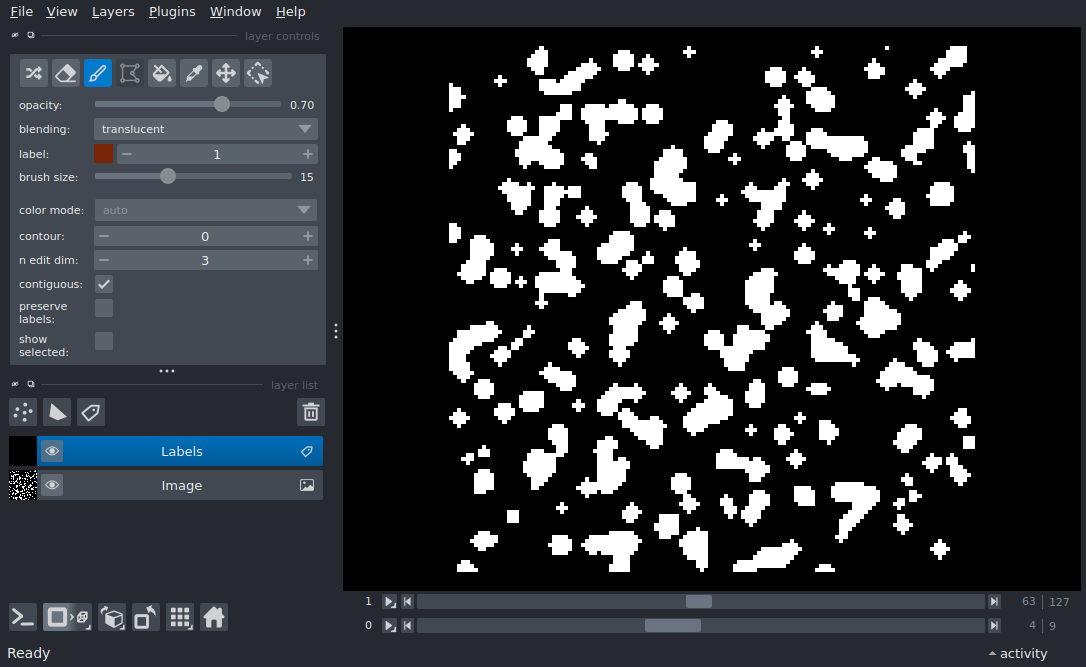 File View Layers Plugins Window Help
layer controls
opacity: 0.70
blending: translucent
label: 1
brush size: 15
color mode: auto
contour: 0
n edit dim: 3
contiguous:
preserve
labels:
show
selected:
layer list
Labels
Image
1 63 127
0 4 9
Ready activity